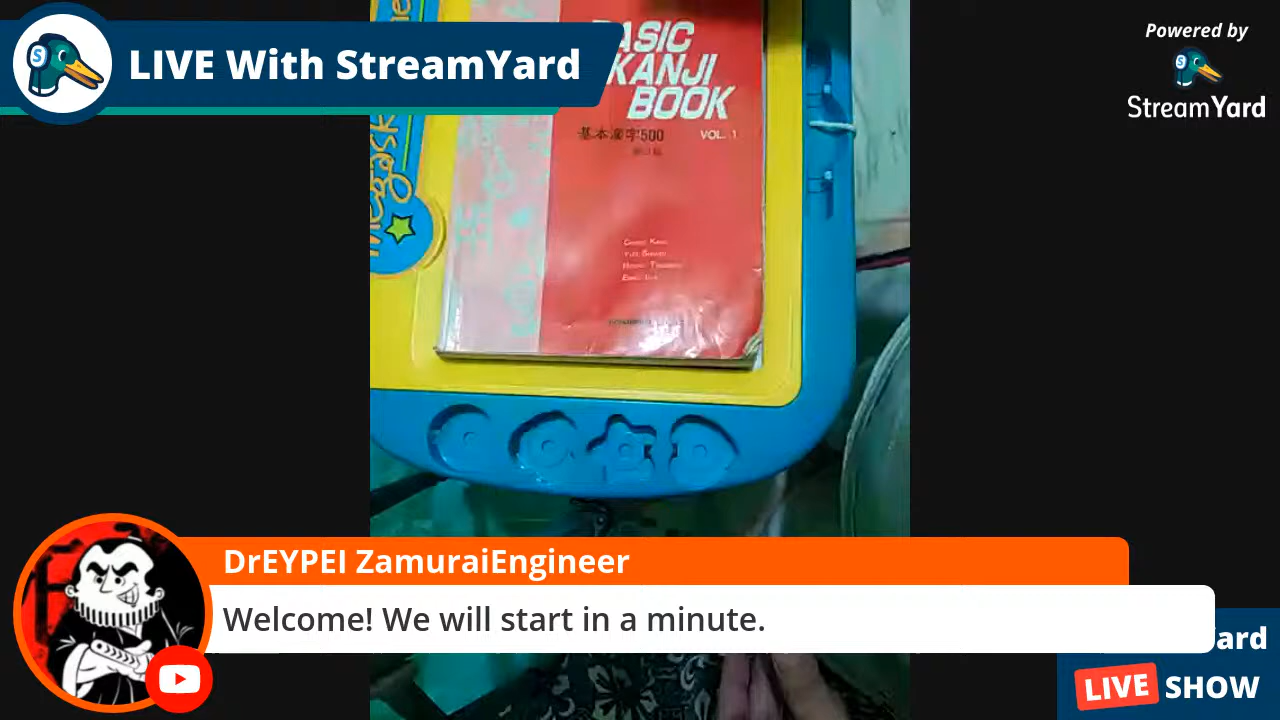 LIVE With StreamYard
Powered by
StreamYard
BASIC
KANJI
BOOK
基本漢字500
VOL. 1
DrEYPEI ZamuraiEngineer
Welcome! We will start in a minute.
LIVE SHOW